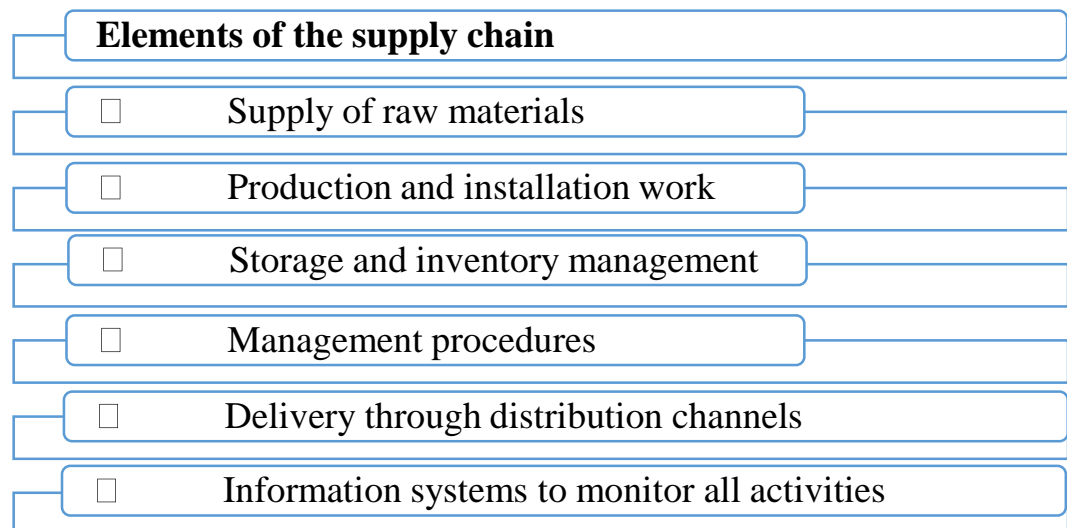 Elements of the supply chain
□ Supply of raw materials
□ Production and installation work
□ Storage and inventory management
□ Management procedures
□ Delivery through distribution channels
□ Information systems to monitor all activities